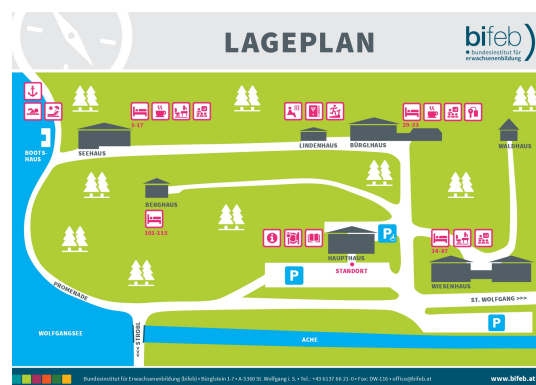 LAGEPLAN
bifeb)
bundesinstitut für
erwachsenenbildung
1-17
29-33
BOOTS-
HAUS
SEEHAUS
LINDENHAUS
BÜRGLHAUS
WALDHAUS
BERGHAUS
101-115
P
34-87
HAUPTHAUS
STANDORT
P
WIESENHAUS
PROMENADE
ST. WOLFGANG >>>
P
WOLFGANGSEE
<<< STROBL
ACHE
Bundesinstitut für Erwachsenenbildung (bifeb) • Bürglstein 1-7 • A-5360 St. Wolfgang i. S. • Tel.: +43 6137 66 21-0 • Fax: DW-116 • office@bifeb.at
www.bifeb.at